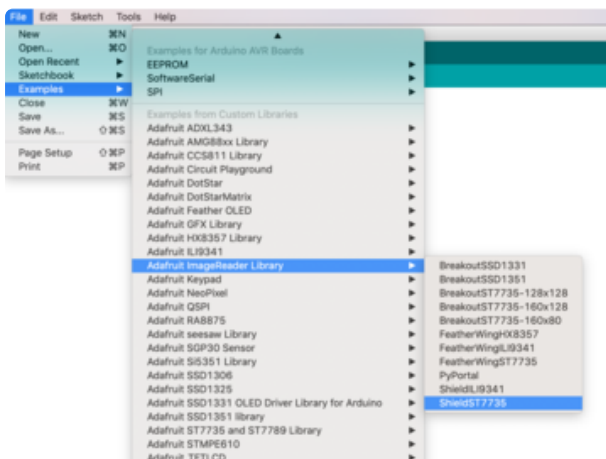 File Edit Sketch Tools Help
New ⌘N
Open... ⌘O
Open Recent ▶
Sketchbook ▶
Examples ▶
Close ⌘W
Save ⌘S
Save As... ⇧⌘S
Page Setup ⇧⌘P
Print ⌘P
▲
Examples for Arduino AVR Boards
EEPROM ▶
SoftwareSerial ▶
SPI ▶
Examples from Custom Libraries
Adafruit ADXL343 ▶
Adafruit AMG88xx Library ▶
Adafruit CCS811 Library ▶
Adafruit Circuit Playground ▶
Adafruit DotStar ▶
Adafruit DotStarMatrix ▶
Adafruit Feather OLED ▶
Adafruit GFX Library ▶
Adafruit HX8357 Library ▶
Adafruit ILI9341 ▶
Adafruit ImageReader Library ▶
Adafruit Keypad ▶
Adafruit NeoPixel ▶
Adafruit QSPI ▶
Adafruit RA8875 ▶
Adafruit seesaw Library ▶
Adafruit SGP30 Sensor ▶
Adafruit Si5351 Library ▶
Adafruit SSD1306 ▶
Adafruit SSD1325 ▶
Adafruit SSD1331 OLED Driver Library for Arduino ▶
Adafruit SSD1351 library ▶
Adafruit ST7735 and ST7789 Library ▶
Adafruit STMPE610 ▶
Adafruit TFTLCD ▶
BreakoutSSD1331
BreakoutSSD1351
BreakoutST7735-128x128
BreakoutST7735-160x128
BreakoutST7735-160x80
FeatherWingHX8357
FeatherWingILI9341
FeatherWingST7735
PyPortal
ShieldILI9341
ShieldST7735